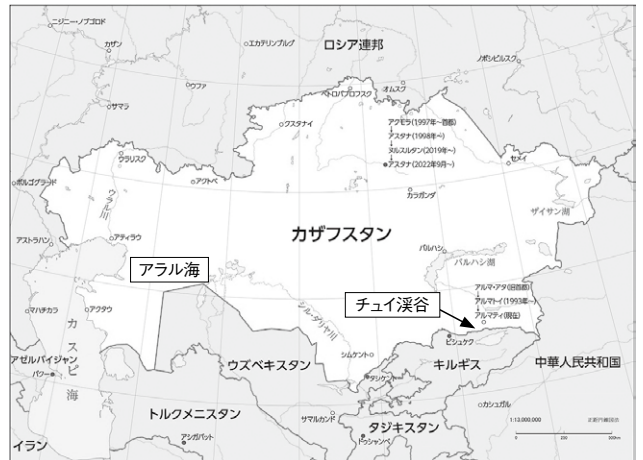 ニジニー・ノブゴロド
カザン
エカテリンブルグ
ロシア連邦
ノボシビルスク
ウファ
オムスク
ペトロパブロフスク
サマラ
クスタナイ
アクモラ(1997年～首都)
↓
アスタナ(1998年～)
↓
ヌルスルタン(2019年～)
↓
アスタナ(2022年9月～)
ウラリスク
セメイ
ボルゴグラード
アクトベ
カラガンダ
ウラル川
ザイサン湖
カザフスタン
アストラハン
アティラウ
バルハシ
バルハシ湖
アラル海
アルマ・アタ(旧首都)
↓
アルマトイ(1993年～)
↓
アルマティ(現在)
チュイ渓谷
マハチカラ
アクタウ
シル・ダリヤ川
カスピ海
ビシュケク
シムケント
アゼルバイジャン
バクー
ウズベキスタン
キルギス
中華人民共和国
タシケント
トルクメニスタン
サマルカンド
カシュガル
1:13,000,000
タジキスタン
アシガバット
ドゥシャンベ
イラン
0
200